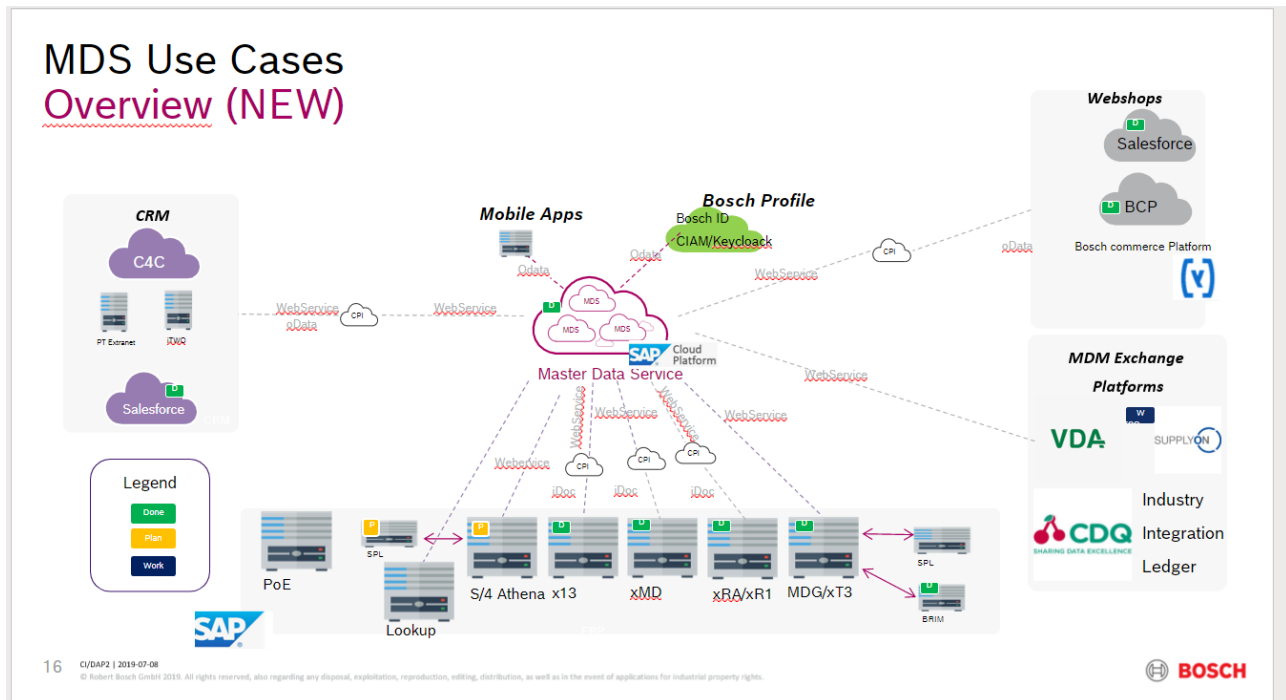 MDS Use Cases
Overview (NEW)
Webshops
D
Salesforce
D
BCP
Bosch commerce Platform
CRM
C4C
PT Extranet
iTWO
D
Salesforce
CRM
Mobile Apps
Bosch Profile
Bosch ID
CIAM/Keycloack
Odata
Odata
WebService
oData
CPI
WebService
WebService
CPI
oData
D
MDS
MDS
MDS
SAP Cloud
Platform
Master Data Service
WebService
MDM Exchange
Platforms
W
VDA
SUPPLYON
CDQ
SHARING DATA EXCELLENCE
Industry
Integration
Ledger
WebService
WebService
WebService
WebService
Webervice
CPI
CPI
CPI
iDoc
iDoc
iDoc
Legend
Done
Plan
Work
PoE
P
SPL
Lookup
P
S/4 Athena
D
x13
D
xMD
D
xRA/xR1
D
MDG/xT3
SPL
D
BRIM
SAP
16
CI/DAP2 | 2019-07-08
© Robert Bosch GmbH 2019. All rights reserved, also regarding any disposal, exploitation, reproduction, editing, distribution, as well as in the event of applications for industrial property rights.
BOSCH